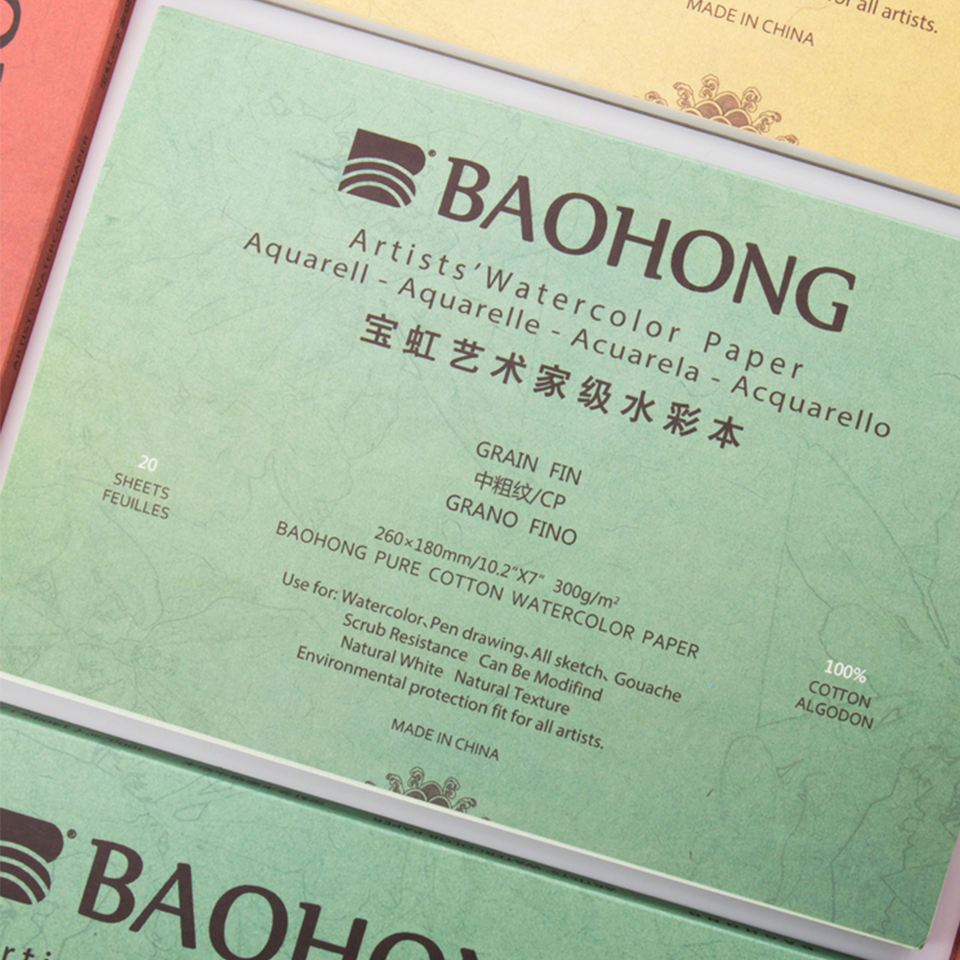 for all artists.
MADE IN CHINA
BAOHONG
Artists'Watercolor Paper
Aquarell - Aquarelle - Acuarela - Acquarello
宝虹艺术家级水彩本
GRAIN FIN
中粗纹/CP
GRANO FINO
20
SHEETS
FEUILLES
260×180mm/10.2"X7" 300g/m²
BAOHONG PURE COTTON WATERCOLOR PAPER
Use for: Watercolor、Pen drawing、All sketch、Gouache
Scrub Resistance Can Be Modifind
Natural White Natural Texture
Environmental protection fit for all artists.
100%
COTTON
ALGODON
MADE IN CHINA
BAOHONG